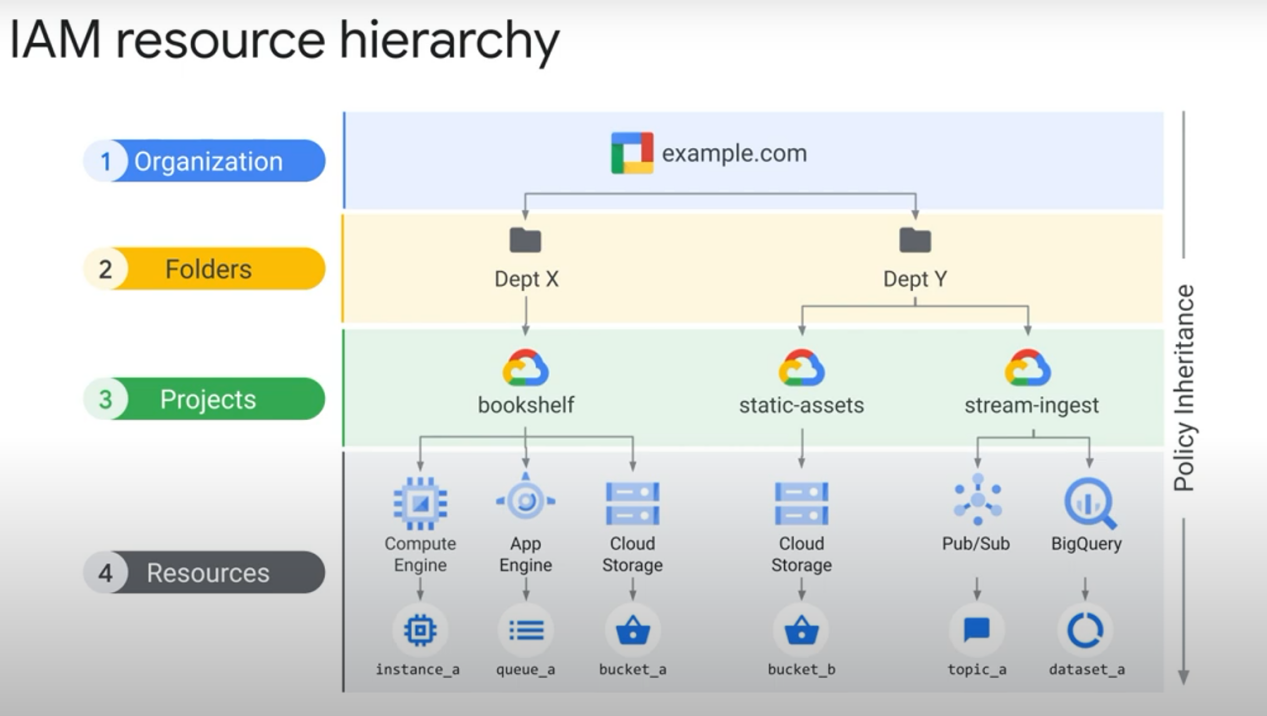 IAM resource hierarchy
1 Organization
example.com
2 Folders
Dept X
Dept Y
3 Projects
bookshelf
static-assets
stream-ingest
4 Resources
Compute
Engine
App
Engine
Cloud
Storage
Cloud
Storage
Pub/Sub
BigQuery
instance_a
queue_a
bucket_a
bucket_b
topic_a
dataset_a
Policy Inheritance